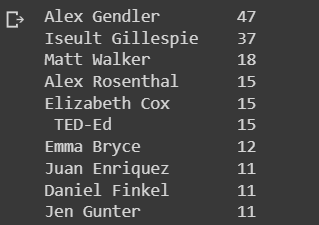 Alex Gendler 47
Iseult Gillespie 37
Matt Walker 18
Alex Rosenthal 15
Elizabeth Cox 15
TED-Ed 15
Emma Bryce 12
Juan Enriquez 11
Daniel Finkel 11
Jen Gunter 11